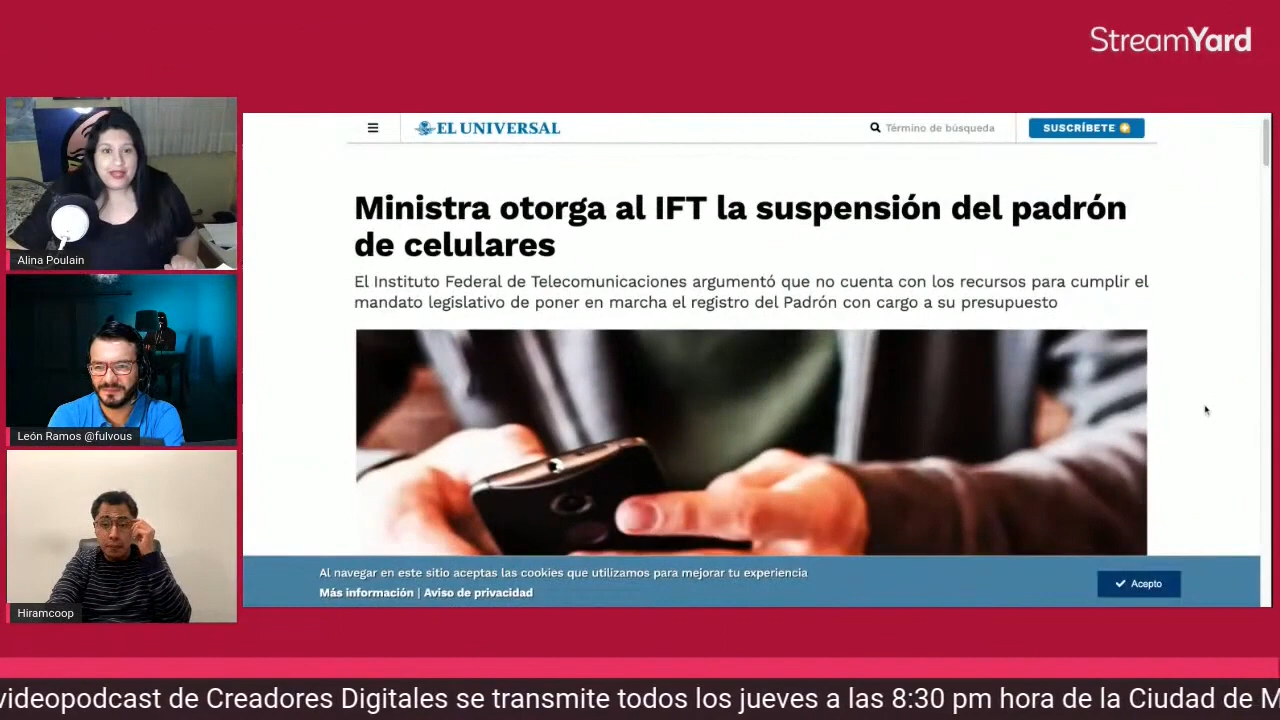 StreamYard
Alina Poulain
León Ramos @fulvous
Hiramcoop
EL UNIVERSAL
Término de búsqueda
SUSCRÍBETE
Ministra otorga al IFT la suspensión del padrón
de celulares
El Instituto Federal de Telecomunicaciones argumentó que no cuenta con los recursos para cumplir el
mandato legislativo de poner en marcha el registro del Padrón con cargo a su presupuesto
Al navegar en este sitio aceptas las cookies que utilizamos para mejorar tu experiencia
Más información | Aviso de privacidad
Acepto
videopodcast de Creadores Digitales se transmite todos los jueves a las 8:30 pm hora de la Ciudad de M